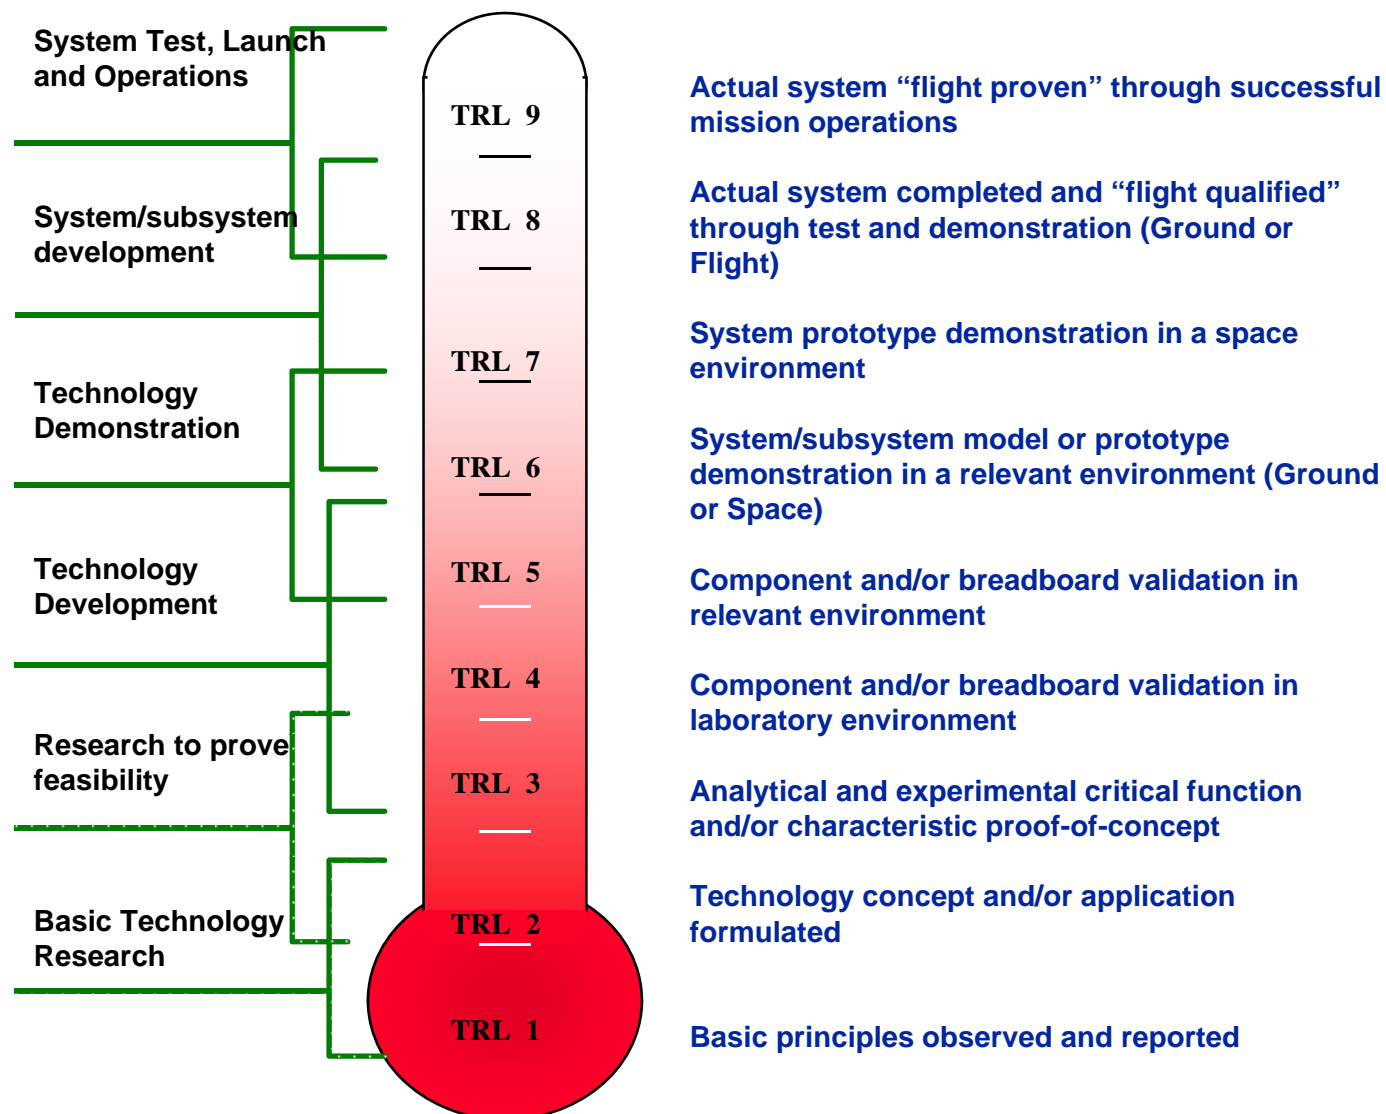 System Test, Launch
and Operations
System/subsystem
development
Technology
Demonstration
Technology
Development
Research to prove
feasibility
Basic Technology
Research
TRL 9
TRL 8
TRL 7
TRL 6
TRL 5
TRL 4
TRL 3
TRL 2
TRL 1
Actual system “flight proven” through successful
mission operations
Actual system completed and “flight qualified”
through test and demonstration (Ground or
Flight)
System prototype demonstration in a space
environment
System/subsystem model or prototype
demonstration in a relevant environment (Ground
or Space)
Component and/or breadboard validation in
relevant environment
Component and/or breadboard validation in
laboratory environment
Analytical and experimental critical function
and/or characteristic proof-of-concept
Technology concept and/or application
formulated
Basic principles observed and reported